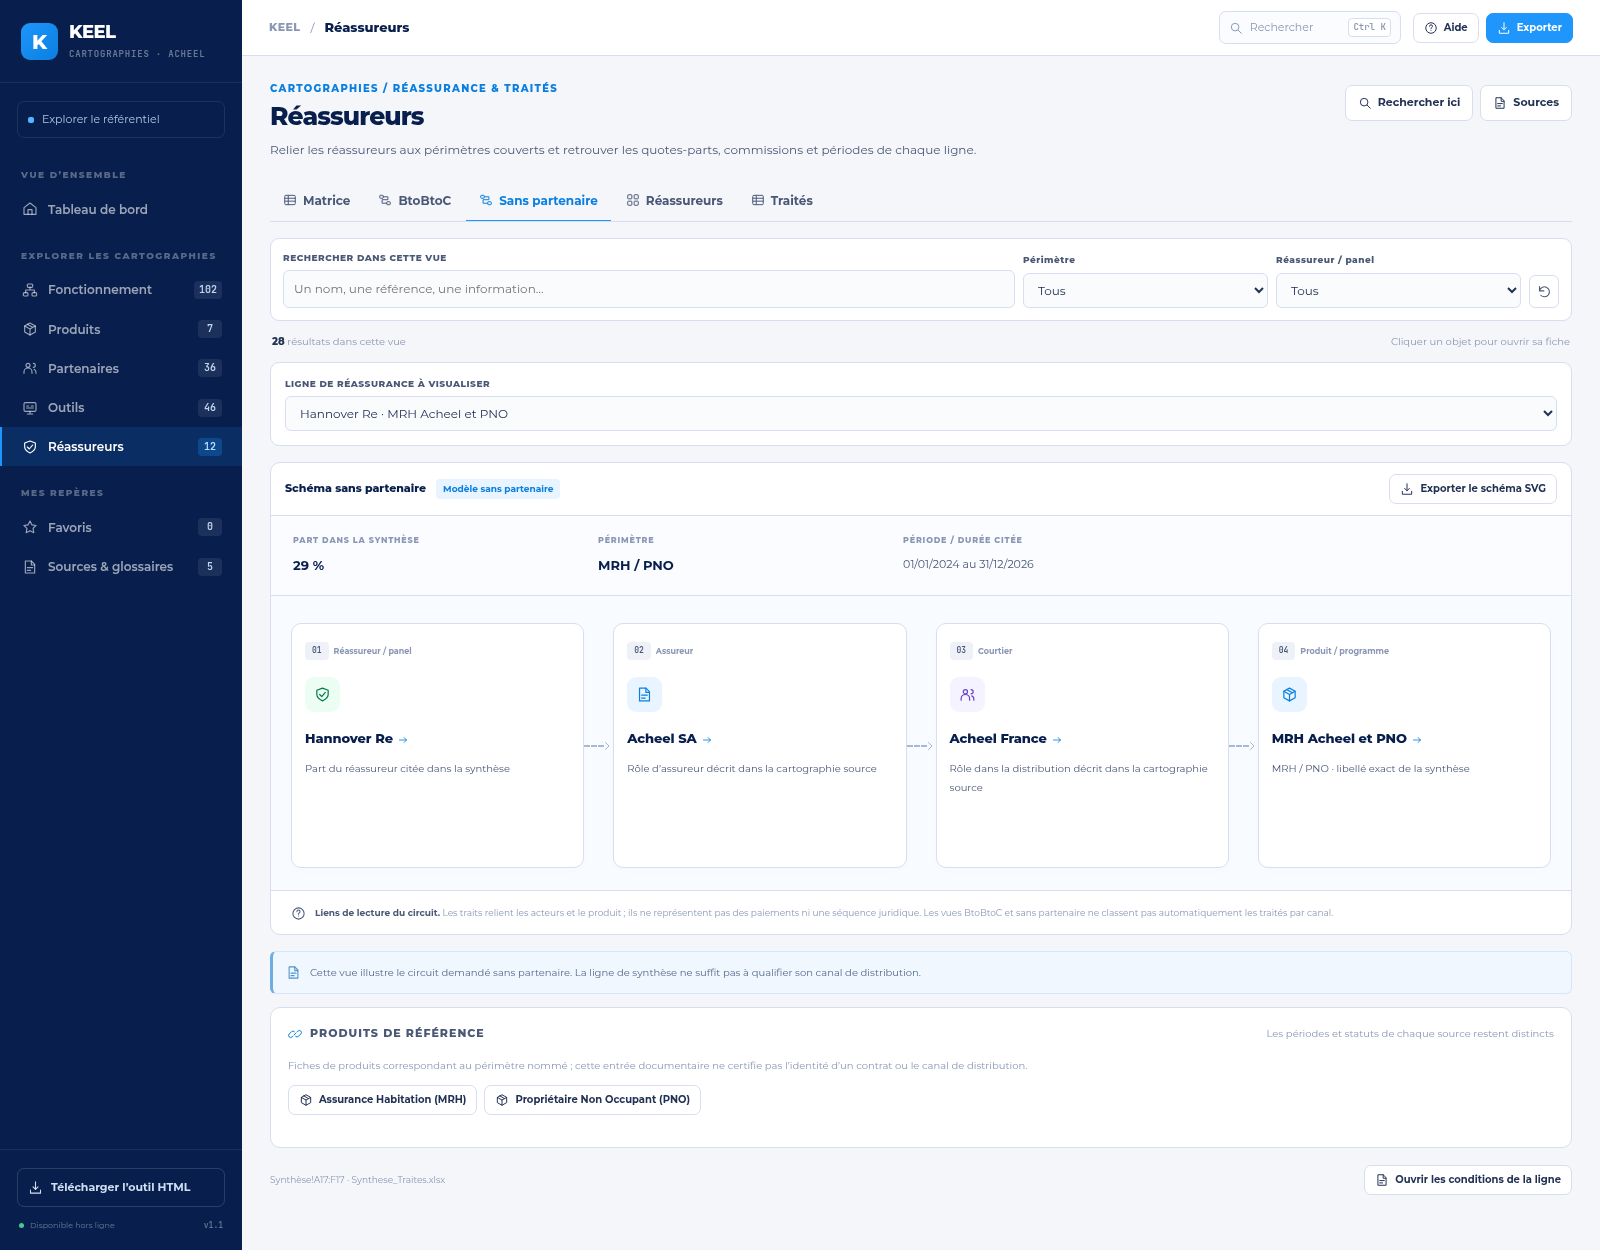 K
KEEL
CARTOGRAPHIES · ACHEEL
Explorer le référentiel
VUE D'ENSEMBLE
Tableau de bord
EXPLORER LES CARTOGRAPHIES
Fonctionnement 102
Produits 7
Partenaires 36
Outils 46
Réassureurs 12
MES REPÈRES
Favoris 0
Sources & glossaires 5
Télécharger l'outil HTML
Disponible hors ligne v1.1
KEEL / Réassureurs
Rechercher Ctrl K
Aide
Exporter
CARTOGRAPHIES / RÉASSURANCE & TRAITÉS
Réassureurs
Relier les réassureurs aux périmètres couverts et retrouver les quotes-parts, commissions et périodes de chaque ligne.
Rechercher ici
Sources
Matrice BtoBtoC Sans partenaire Réassureurs Traités
RECHERCHER DANS CETTE VUE
Un nom, une référence, une information...
Périmètre
Tous
Réassureur / panel
Tous
28 résultats dans cette vue
Cliquer un objet pour ouvrir sa fiche
LIGNE DE RÉASSURANCE À VISUALISER
Hannover Re · MRH Acheel et PNO
Schéma sans partenaire Modèle sans partenaire
Exporter le schéma SVG
PART DANS LA SYNTHÈSE
29 %
PÉRIMÈTRE
MRH / PNO
PÉRIODE / DURÉE CITÉE
01/01/2024 au 31/12/2026
01 Réassureur / panel
Hannover Re →
Part du réassureur citée dans la synthèse
02 Assureur
Acheel SA →
Rôle d'assureur décrit dans la cartographie source
03 Courtier
Acheel France →
Rôle dans la distribution décrit dans la cartographie
source
04 Produit / programme
MRH Acheel et PNO →
MRH / PNO · libellé exact de la synthèse
Liens de lecture du circuit. Les traits relient les acteurs et le produit ; ils ne représentent pas des paiements ni une séquence juridique. Les vues BtoBtoC et sans partenaire ne classent pas automatiquement les traités par canal.
Cette vue illustre le circuit demandé sans partenaire. La ligne de synthèse ne suffit pas à qualifier son canal de distribution.
PRODUITS DE RÉFÉRENCE
Les périodes et statuts de chaque source restent distincts
Fiches de produits correspondant au périmètre nommé ; cette entrée documentaire ne certifie pas l'identité d'un contrat ou le canal de distribution.
Assurance Habitation (MRH)
Propriétaire Non Occupant (PNO)
Synthèse!A17:F17 · Synthese_Traites.xlsx
Ouvrir les conditions de la ligne